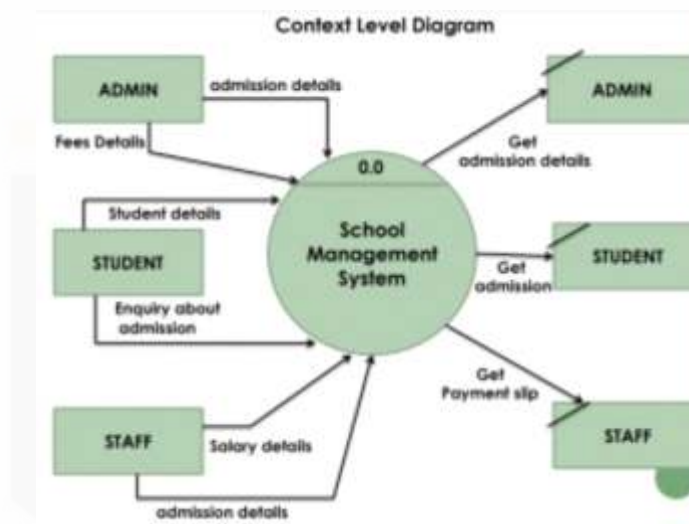 Context Level Diagram
ADMIN
admission details
Fees Details
ADMIN
Get
admission details
0.0
School
Management
System
Student details
STUDENT
Enquiry about
admission
STUDENT
Get
admission
Get
Payment slip
STAFF
Salary details
admission details
STAFF